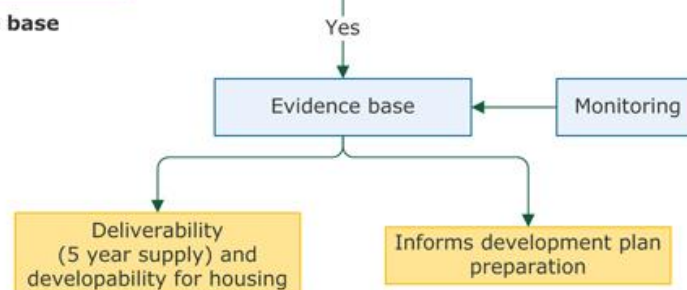 base
Yes
Evidence base
Monitoring
Deliverability
(5 year supply) and
developability for housing
Informs development plan
preparation